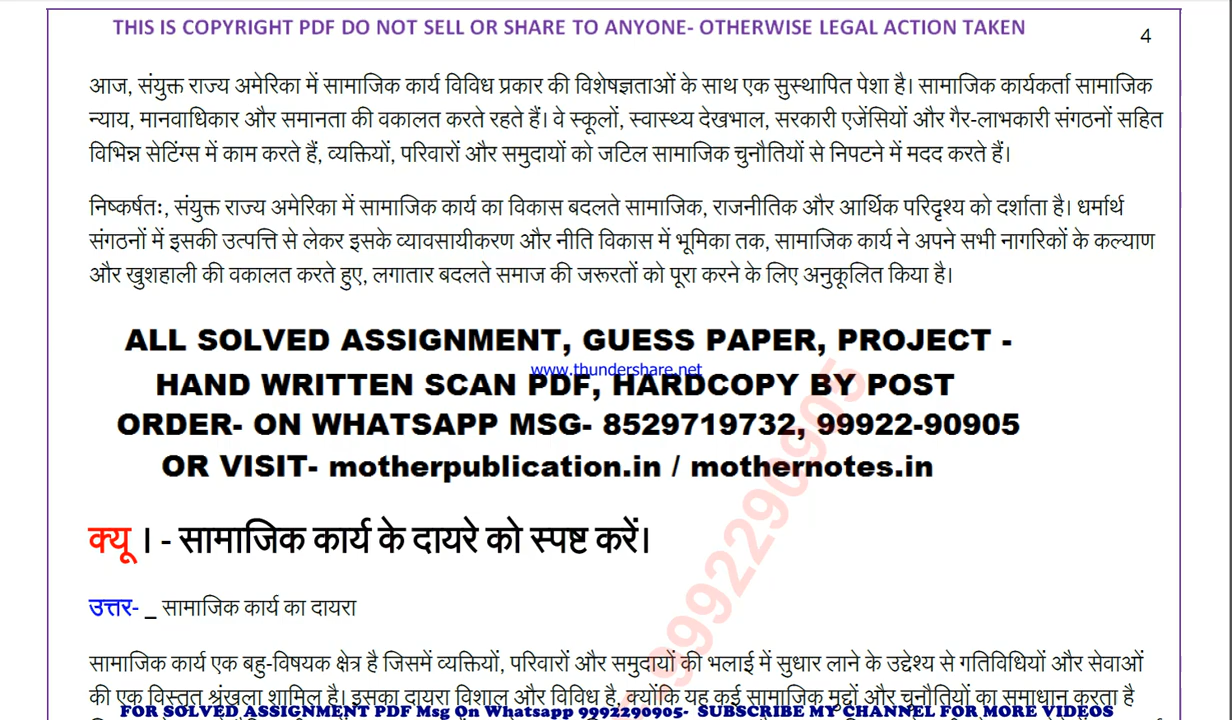 THIS IS COPYRIGHT PDF DO NOT SELL OR SHARE TO ANYONE- OTHERWISE LEGAL ACTION TAKEN
4
आज, संयुक्त राज्य अमेरिका में सामाजिक कार्य विविध प्रकार की विशेषज्ञताओं के साथ एक सुस्थापित पेशा है। सामाजिक कार्यकर्ता सामाजिक
न्याय, मानवाधिकार और समानता की वकालत करते रहते हैं। वे स्कूलों, स्वास्थ्य देखभाल, सरकारी एजेंसियों और गैर-लाभकारी संगठनों सहित
विभिन्न सेटिंग्स में काम करते हैं, व्यक्तियों, परिवारों और समुदायों को जटिल सामाजिक चुनौतियों से निपटने में मदद करते हैं।
निष्कर्षतः, संयुक्त राज्य अमेरिका में सामाजिक कार्य का विकास बदलते सामाजिक, राजनीतिक और आर्थिक परिदृश्य को दर्शाता है। धर्मार्थ
संगठनों में इसकी उत्पत्ति से लेकर इसके व्यावसायीकरण और नीति विकास में भूमिका तक, सामाजिक कार्य ने अपने सभी नागरिकों के कल्याण
और खुशहाली की वकालत करते हुए, लगातार बदलते समाज की जरूरतों को पूरा करने के लिए अनुकूलित किया है।
ALL SOLVED ASSIGNMENT, GUESS PAPER, PROJECT -
www.thundershare.net
HAND WRITTEN SCAN PDF, HARDCOPY BY POST
ORDER- ON WHATSAPP MSG- 8529719732, 99922-90905
OR VISIT- motherpublication.in / mothernotes.in
9992290905
क्यू । - सामाजिक कार्य के दायरे को स्पष्ट करें।
उत्तर- _ सामाजिक कार्य का दायरा
सामाजिक कार्य एक बहु-विषयक क्षेत्र है जिसमें व्यक्तियों, परिवारों और समुदायों की भलाई में सुधार लाने के उद्देश्य से गतिविधियों और सेवाओं
की एक विस्तृत श्रृंखला शामिल है। इसका दायरा विशाल और विविध है, क्योंकि यह कई सामाजिक मुद्दों और चुनौतियों का समाधान करता है
FOR SOLVED ASSIGNMENT PDF Msg On Whatsapp 9992290905- SUBSCRIBE MY CHANNEL FOR MORE VIDEOS